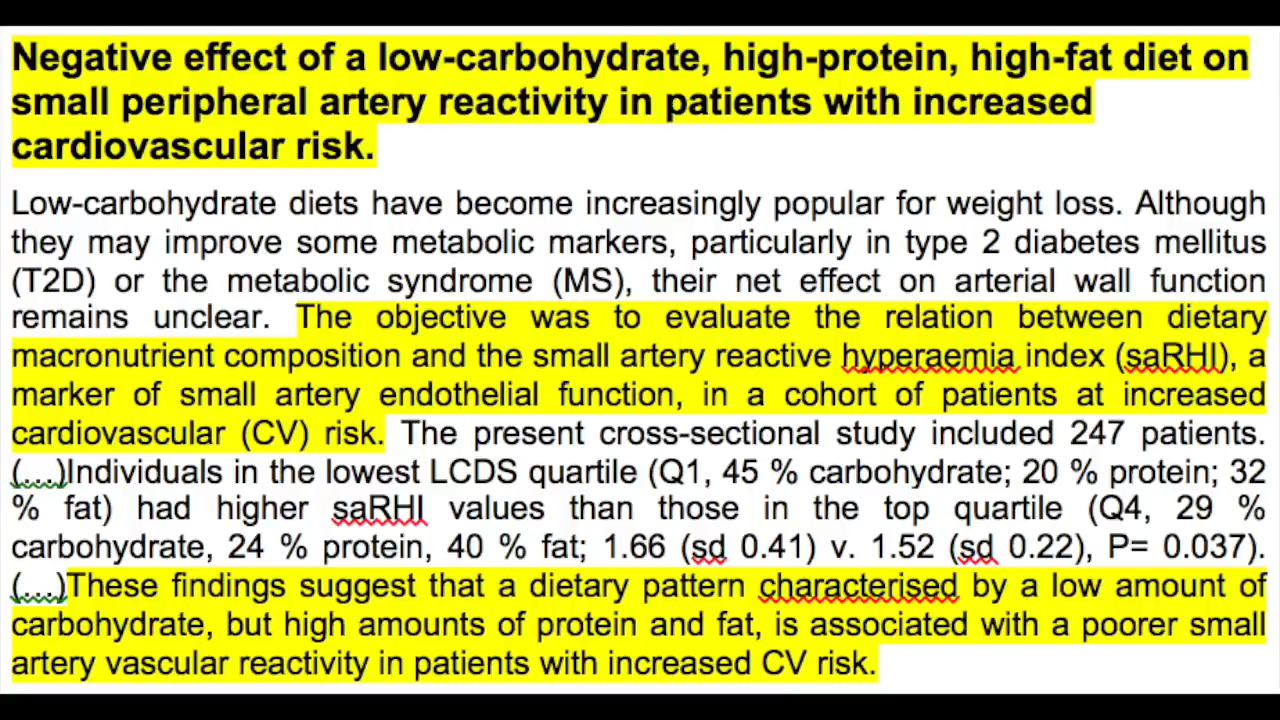 Negative effect of a low-carbohydrate, high-protein, high-fat diet on
small peripheral artery reactivity in patients with increased
cardiovascular risk.
Low-carbohydrate diets have become increasingly popular for weight loss. Although
they may improve some metabolic markers, particularly in type 2 diabetes mellitus
(T2D) or the metabolic syndrome (MS), their net effect on arterial wall function
remains unclear. The objective was to evaluate the relation between dietary
macronutrient composition and the small artery reactive hyperaemia index (saRHI), a
marker of small artery endothelial function, in a cohort of patients at increased
cardiovascular (CV) risk. The present cross-sectional study included 247 patients.
(...)Individuals in the lowest LCDS quartile (Q1, 45 % carbohydrate; 20 % protein; 32
% fat) had higher saRHI values than those in the top quartile (Q4, 29 %
carbohydrate, 24 % protein, 40 % fat; 1.66 (sd 0.41) v. 1.52 (sd 0.22), P= 0.037).
(...)These findings suggest that a dietary pattern characterised by a low amount of
carbohydrate, but high amounts of protein and fat, is associated with a poorer small
artery vascular reactivity in patients with increased CV risk.